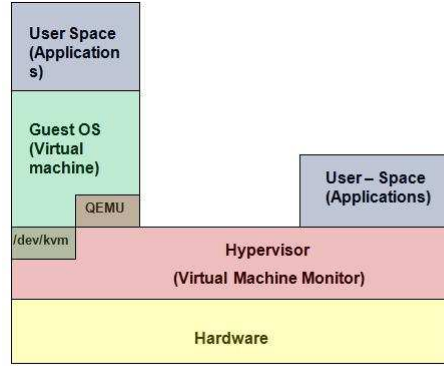 User Space
(Application
s)
Guest OS
(Virtual
machine)
QEMU
/dev/kvm
User – Space
(Applications)
Hypervisor
(Virtual Machine Monitor)
Hardware